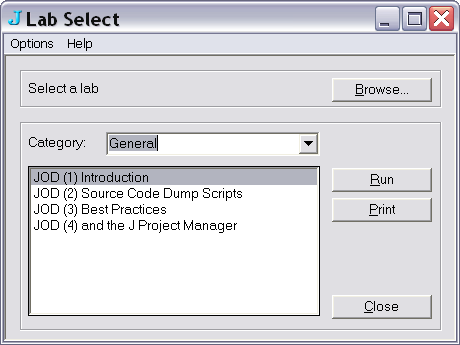 J Lab Select
Options Help
Select a lab Browse...
Category: General
JOD (1) Introduction
JOD (2) Source Code Dump Scripts
JOD (3) Best Practices
JOD (4) and the J Project Manager
Run
Print
Close